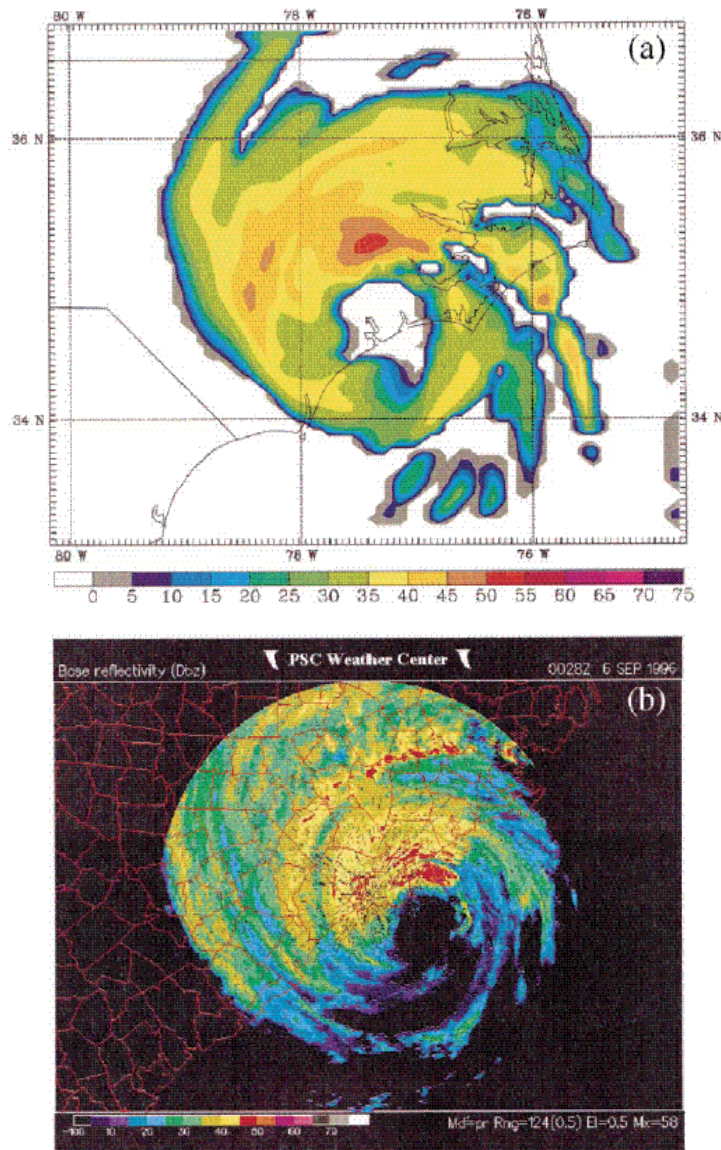 80 W 78 W 76 W
(a)
36 N 36 N
34 N 34 N
80 W 78 W 76 W
0 5 10 15 20 25 30 35 40 45 50 55 60 65 70 75
PSC Weather Center
Base reflectivity (Dbz) 0028Z 6 SEP 1996
(b)
10 20 30 40 50 60 70
Md=pr Rng=124(0.5) El=0.5 Mx=58